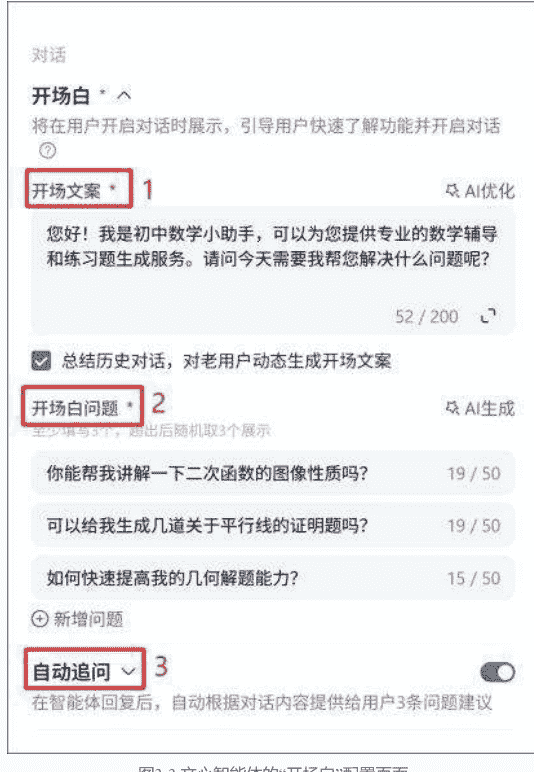 对话
开场白 *
将在用户开启对话时展示，引导用户快速了解功能并开启对话
?
开场文案 * 1 AI优化
您好！我是初中数学小助手，可以为您提供专业的数学辅导
和练习题生成服务。请问今天需要我帮您解决什么问题呢？
52 / 200
总结历史对话，对老用户动态生成开场文案
开场白问题 * 2 AI生成
至少填写3个，超出后随机取3个展示
你能帮我讲解一下二次函数的图像性质吗？ 19 / 50
可以给我生成几道关于平行线的证明题吗？ 19 / 50
如何快速提高我的几何解题能力？ 15 / 50
新增问题
自动追问 3
在智能体回复后，自动根据对话内容提供给用户3条问题建议